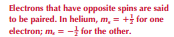 Electrons that have opposite spins are said
to be paired. In helium, mₛ = +½ for one
electron; mₛ = −½ for the other.